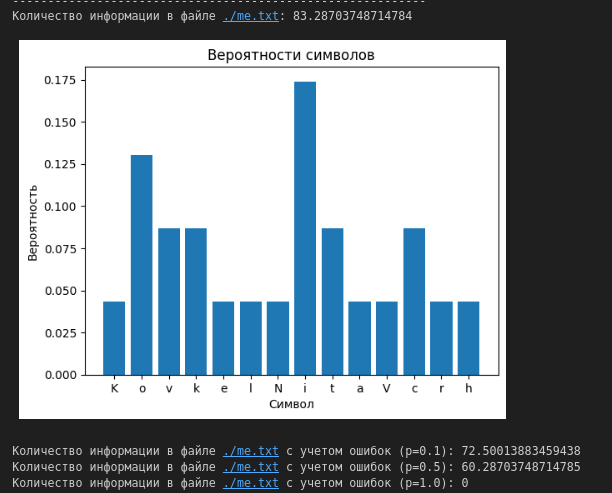 Количество информации в файле ./me.txt: 83.28703748714784
Вероятности символов
0.175
0.150
0.125
0.100
0.075
0.050
0.025
0.000
Вероятность
K o v k e l N i t a V c r h
Символ
Количество информации в файле ./me.txt с учетом ошибок (p=0.1): 72.50013883459438
Количество информации в файле ./me.txt с учетом ошибок (p=0.5): 60.28703748714785
Количество информации в файле ./me.txt с учетом ошибок (p=1.0): 0